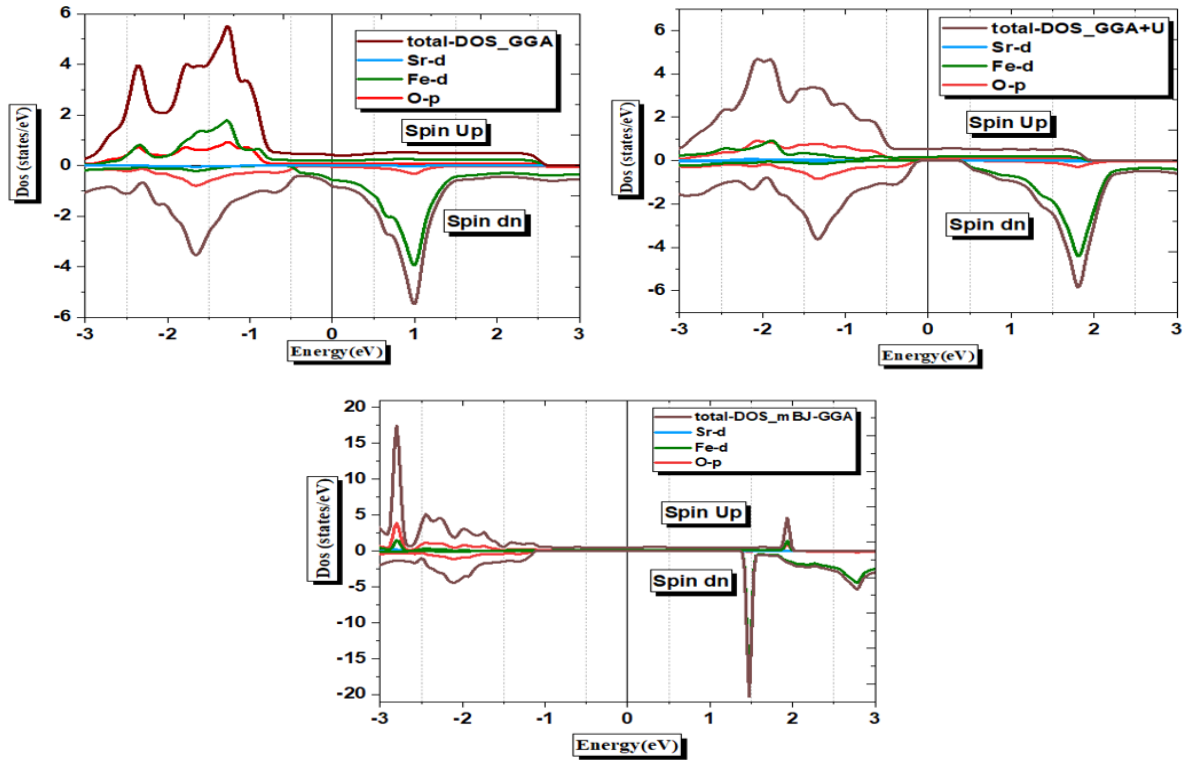 6
4
2
0
-2
-4
-6
Dos (states/eV)
total-DOS_GGA
Sr-d
Fe-d
O-p
Spin Up
Spin dn
-3
-2
-1
0
1
2
3
Energy(eV)
6
4
2
0
-2
-4
-6
Dos (states/eV)
total-DOS_GGA+U
Sr-d
Fe-d
O-p
Spin Up
Spin dn
-3
-2
-1
0
1
2
3
Energy(eV)
20
15
10
5
0
-5
-10
-15
-20
Dos (states/eV)
total-DOS_mBJ-GGA
Sr-d
Fe-d
O-p
Spin Up
Spin dn
-3
-2
-1
0
1
2
3
Energy(eV)